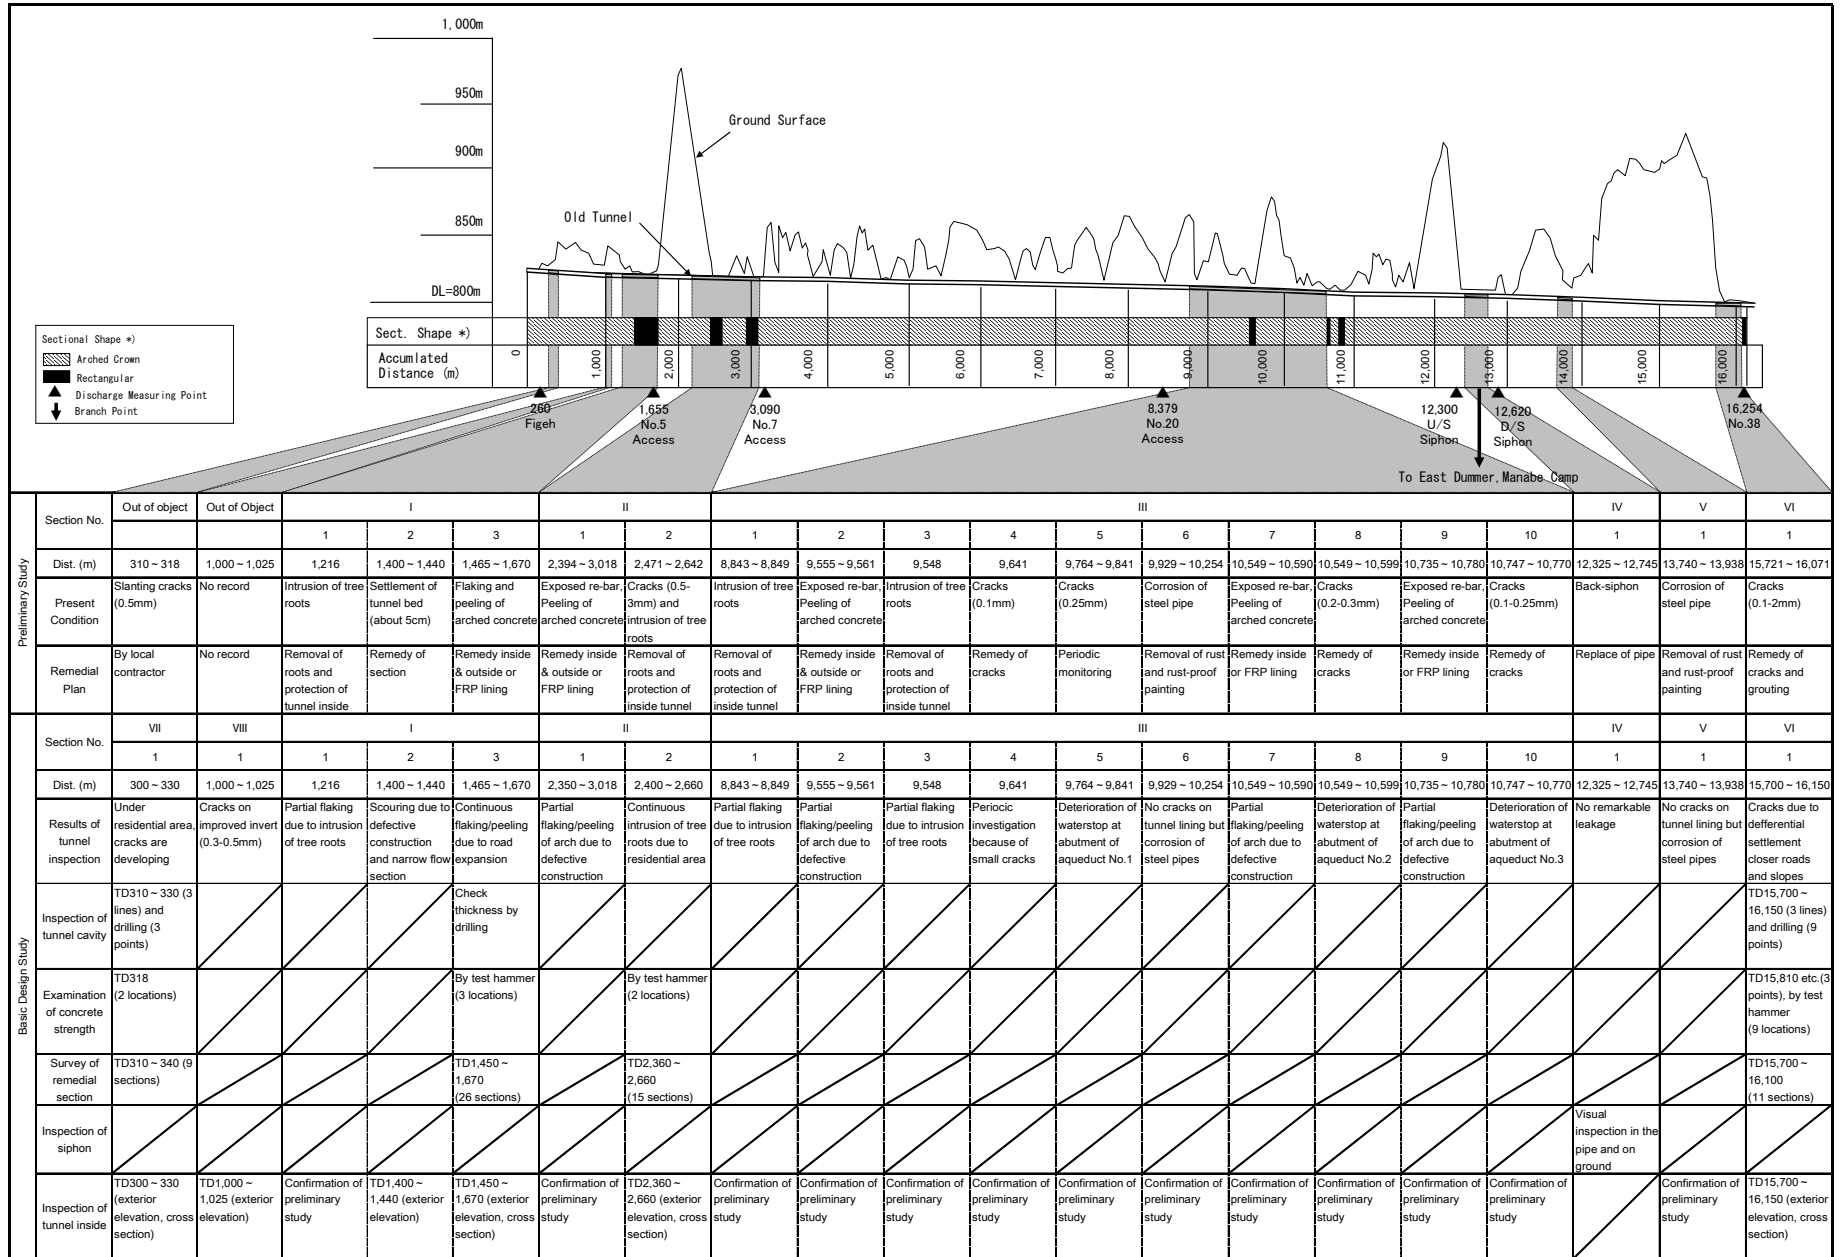 1,000m
950m
Ground Surface
900m
850m
Old Tunnel
DL=800m
Sectional Shape *)
Arched Crown
Rectangular
Discharge Measuring Point
Branch Point
Sect. Shape *)
Accumlated
Distance (m)
0 1,000 2,000 3,000 4,000 5,000 6,000 7,000 8,000 9,000 10,000 11,000 12,000 13,000 14,000 15,000 16,000
260
Figeh
1,655
No.5
Access
3,090
No.7
Access
8,379
No.20
Access
12,300
U/S
Siphon
12,620
D/S
Siphon
16,254
No.38
To East Dummer, Manabe Camp
Preliminary Study
Section No. Out of object Out of Object I II III IV V VI
1 2 3 1 2 1 2 3 4 5 6 7 8 9 10 1 1 1
Dist. (m) 310 ~ 318 1,000 ~ 1,025 1,216 1,400 ~ 1,440 1,465 ~ 1,670 2,394 ~ 3,018 2,471 ~ 2,642 8,843 ~ 8,849 9,555 ~ 9,561 9,548 9,641 9,764 ~ 9,841 9,929 ~ 10,254 10,549 ~ 10,590 10,549 ~ 10,599 10,735 ~ 10,780 10,747 ~ 10,770 12,325 ~ 12,745 13,740 ~ 13,938 15,721 ~ 16,071
Present
Condition
Slanting cracks
(0.5mm)
No record
Intrusion of tree
roots
Settlement of
tunnel bed
(about 5cm)
Flaking and
peeling of
arched concrete
Exposed re-bar,
Peeling of
arched concrete
Cracks (0.5-
3mm) and
intrusion of tree
roots
Intrusion of tree
roots
Exposed re-bar,
Peeling of
arched concrete
Intrusion of tree
roots
Cracks
(0.1mm)
Cracks
(0.25mm)
Corrosion of
steel pipe
Exposed re-bar,
Peeling of
arched concrete
Cracks
(0.2-0.3mm)
Exposed re-bar,
Peeling of
arched concrete
Cracks
(0.1-0.25mm)
Back-siphon
Corrosion of
steel pipe
Cracks
(0.1-2mm)
Remedial
Plan
By local
contractor
No record
Removal of
roots and
protection of
tunnel inside
Remedy of
section
Remedy inside
& outside or
FRP lining
Remedy inside
& outside or
FRP lining
Removal of
roots and
protection of
inside tunnel
Removal of
roots and
protection of
inside tunnel
Remedy inside
& outside or
FRP lining
Removal of
roots and
protection of
inside tunnel
Remedy of
cracks
Periodic
monitoring
Removal of rust
and rust-proof
painting
Remedy inside
or FRP lining
Remedy of
cracks
Remedy inside
or FRP lining
Remedy of
cracks
Replace of pipe
Removal of rust
and rust-proof
painting
Remedy of
cracks and
grouting
Basic Design Study
Section No. VII VIII I II III IV V VI
1 1 1 2 3 1 2 1 2 3 4 5 6 7 8 9 10 1 1 1
Dist. (m) 300 ~ 330 1,000 ~ 1,025 1,216 1,400 ~ 1,440 1,465 ~ 1,670 2,350 ~ 3,018 2,400 ~ 2,660 8,843 ~ 8,849 9,555 ~ 9,561 9,548 9,641 9,764 ~ 9,841 9,929 ~ 10,254 10,549 ~ 10,590 10,549 ~ 10,599 10,735 ~ 10,780 10,747 ~ 10,770 12,325 ~ 12,745 13,740 ~ 13,938 15,700 ~ 16,150
Results of
tunnel
inspection
Under
residential area,
cracks are
developing
Cracks on
improved invert
(0.3-0.5mm)
Partial flaking
due to intrusion
of tree roots
Scouring due to
defective
construction
and narrow flow
section
Continuous
flaking/peeling
due to road
expansion
Partial
flaking/peeling
of arch due to
defective
construction
Continuous
intrusion of tree
roots due to
residential area
Partial flaking
due to intrusion
of tree roots
Partial
flaking/peeling
of arch due to
defective
construction
Partial flaking
due to intrusion
of tree roots
Periodic
investigation
because of
small cracks
Deterioration of
waterstop at
abutment of
aqueduct No.1
No cracks on
tunnel lining but
corrosion of
steel pipes
Partial
flaking/peeling
of arch due to
defective
construction
Deterioration of
waterstop at
abutment of
aqueduct No.2
Partial
flaking/peeling
of arch due to
defective
construction
Deterioration of
waterstop at
abutment of
aqueduct No.3
No remarkable
leakage
No cracks on
tunnel lining but
corrosion of
steel pipes
Cracks due to
defferential
settlement
closer roads
and slopes
Inspection of
tunnel cavity
TD310 ~ 330 (3
lines) and
drilling (3
points)
Check
thickness by
drilling
TD15,700 ~
16,150 (3 lines)
and drilling (9
points)
Examination
of concrete
strength
TD318
(2 locations)
By test hammer
(3 locations)
By test hammer
(2 locations)
TD15,810 etc.(3
points), by test
hammer
(9 locations)
Survey of
remedial
section
TD310 ~ 340 (9
sections)
TD1,450 ~
1,670
(26 sections)
TD2,360 ~
2,660
(15 sections)
TD15,700 ~
16,100
(11 sections)
Inspection of
siphon
Visual
inspection in the
pipe and on
ground
Inspection of
tunnel inside
TD300 ~ 330
(exterior
elevation, cross
section)
TD1,000 ~
1,025 (exterior
elevation)
Confirmation of
preliminary
study
TD1,400 ~
1,440 (exterior
elevation)
TD1,450 ~
1,670 (exterior
elevation, cross
section)
Confirmation of
preliminary
study
TD2,360 ~
2,660 (exterior
elevation, cross
section)
Confirmation of
preliminary
study
Confirmation of
preliminary
study
Confirmation of
preliminary
study
Confirmation of
preliminary
study
Confirmation of
preliminary
study
Confirmation of
preliminary
study
Confirmation of
preliminary
study
Confirmation of
preliminary
study
Confirmation of
preliminary
study
Confirmation of
preliminary
study
Confirmation of
preliminary
study
TD15,700 ~
16,150 (exterior
elevation, cross
section)